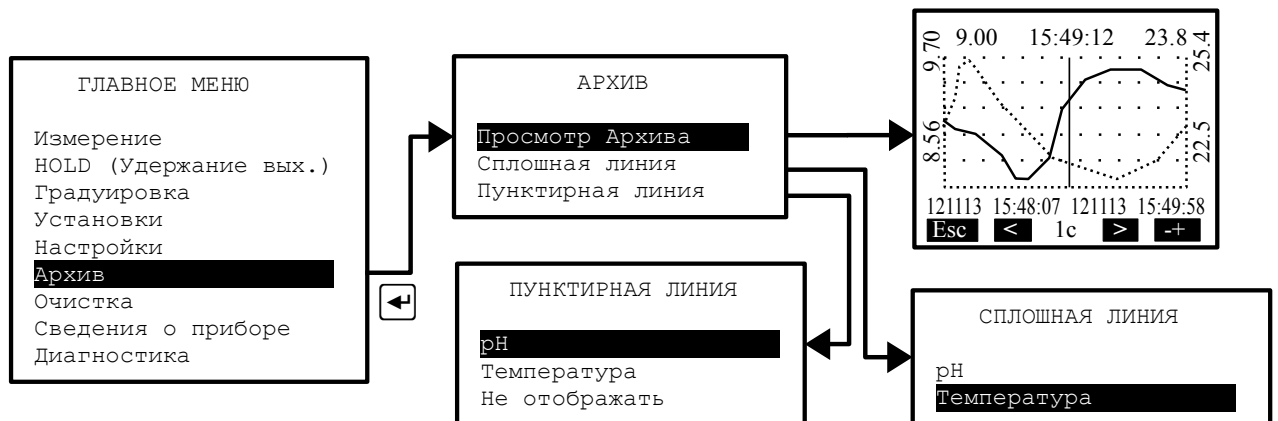 ГЛАВНОЕ МЕНЮ
Измерение
HOLD (Удержание вых.)
Градуировка
Установки
Настройки
Архив
Очистка
Сведения о приборе
Диагностика
АРХИВ
Просмотр Архива
Сплошная линия
Пунктирная линия
9.70
9.00 15:49:12 23.8
25.4
8.56
22.5
121113 15:48:07 121113 15:49:58
Esc < 1с > -+
ПУНКТИРНАЯ ЛИНИЯ
pH
Температура
Не отображать
СПЛОШНАЯ ЛИНИЯ
pH
Температура